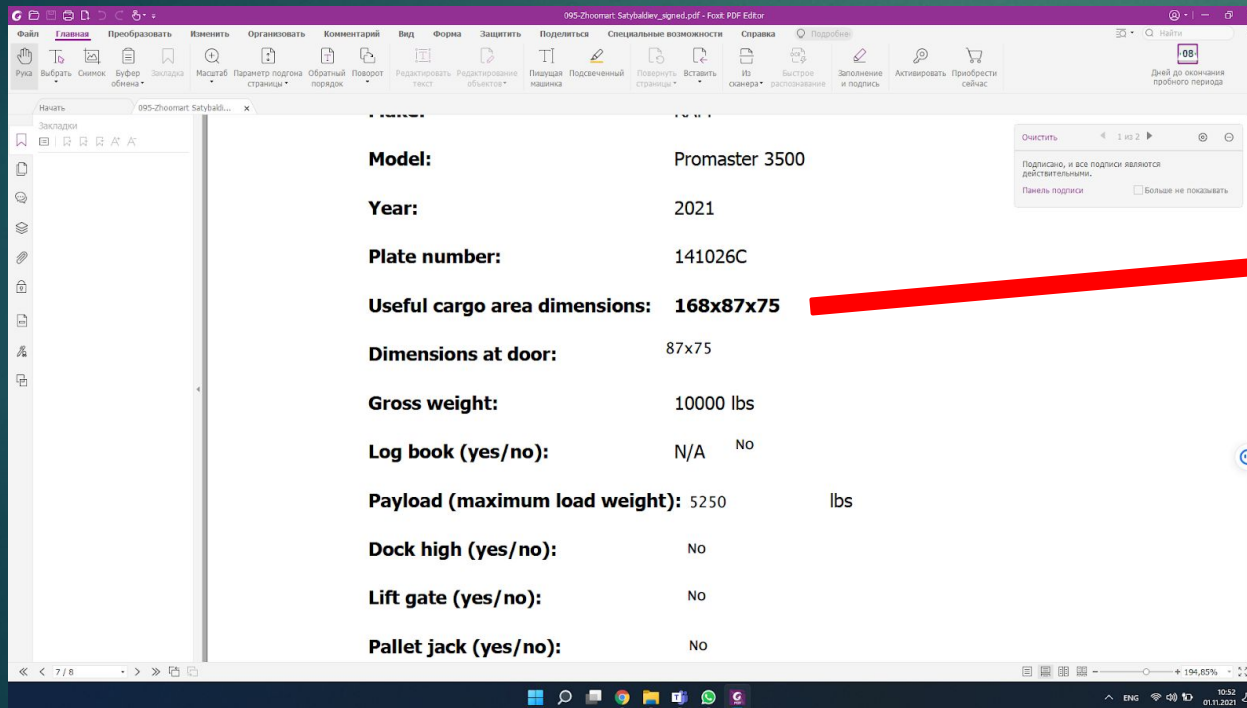 095-Zhoomart Satybaldiev_signed.pdf - Foxit PDF Editor
Файл Главная Преобразовать Изменить Организовать Комментарий Вид Форма Защитить Поделиться Специальные возможности Справка Подробне Найти
Рука Выбрать Снимок Буфер обмена Закладка Масштаб Параметр подгона страницы Обратный порядок Поворот Редактировать текст Редактирование объектов Пишущая машинка Подсвеченный Повернуть страницы Вставить Из сканера Быстрое распознавание Заполнение и подпись Активировать Приобрести сейчас
-08-
Дней до окончания
пробного периода
Начать 095-Zhoomart Satybaldi... x
Закладки
Очистить 1 из 2
Подписано, и все подписи являются
действительными.
Панель подписи Больше не показывать
Model: Promaster 3500
Year: 2021
Plate number: 141026C
Useful cargo area dimensions: 168x87x75
Dimensions at door: 87x75
Gross weight: 10000 lbs
Log book (yes/no): N/A No
Payload (maximum load weight): 5250 lbs
Dock high (yes/no): No
Lift gate (yes/no): No
Pallet jack (yes/no): No
7 / 8
194,85%
ENG 10:52
01.11.2021